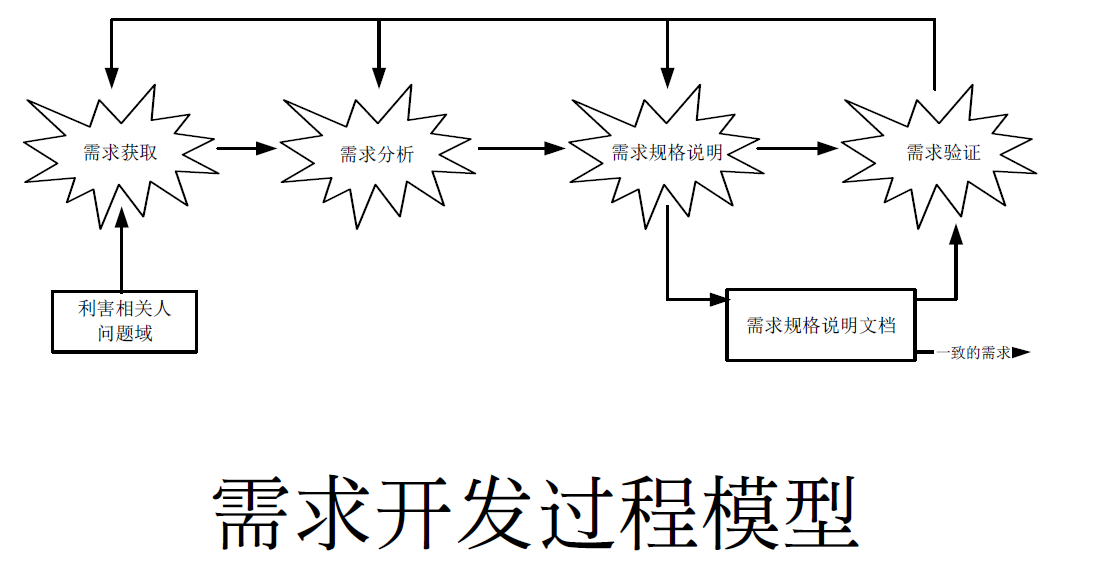 需求获取
需求分析
需求规格说明
需求验证
利害相关人
问题域
需求规格说明文档
一致的需求
需求开发过程模型